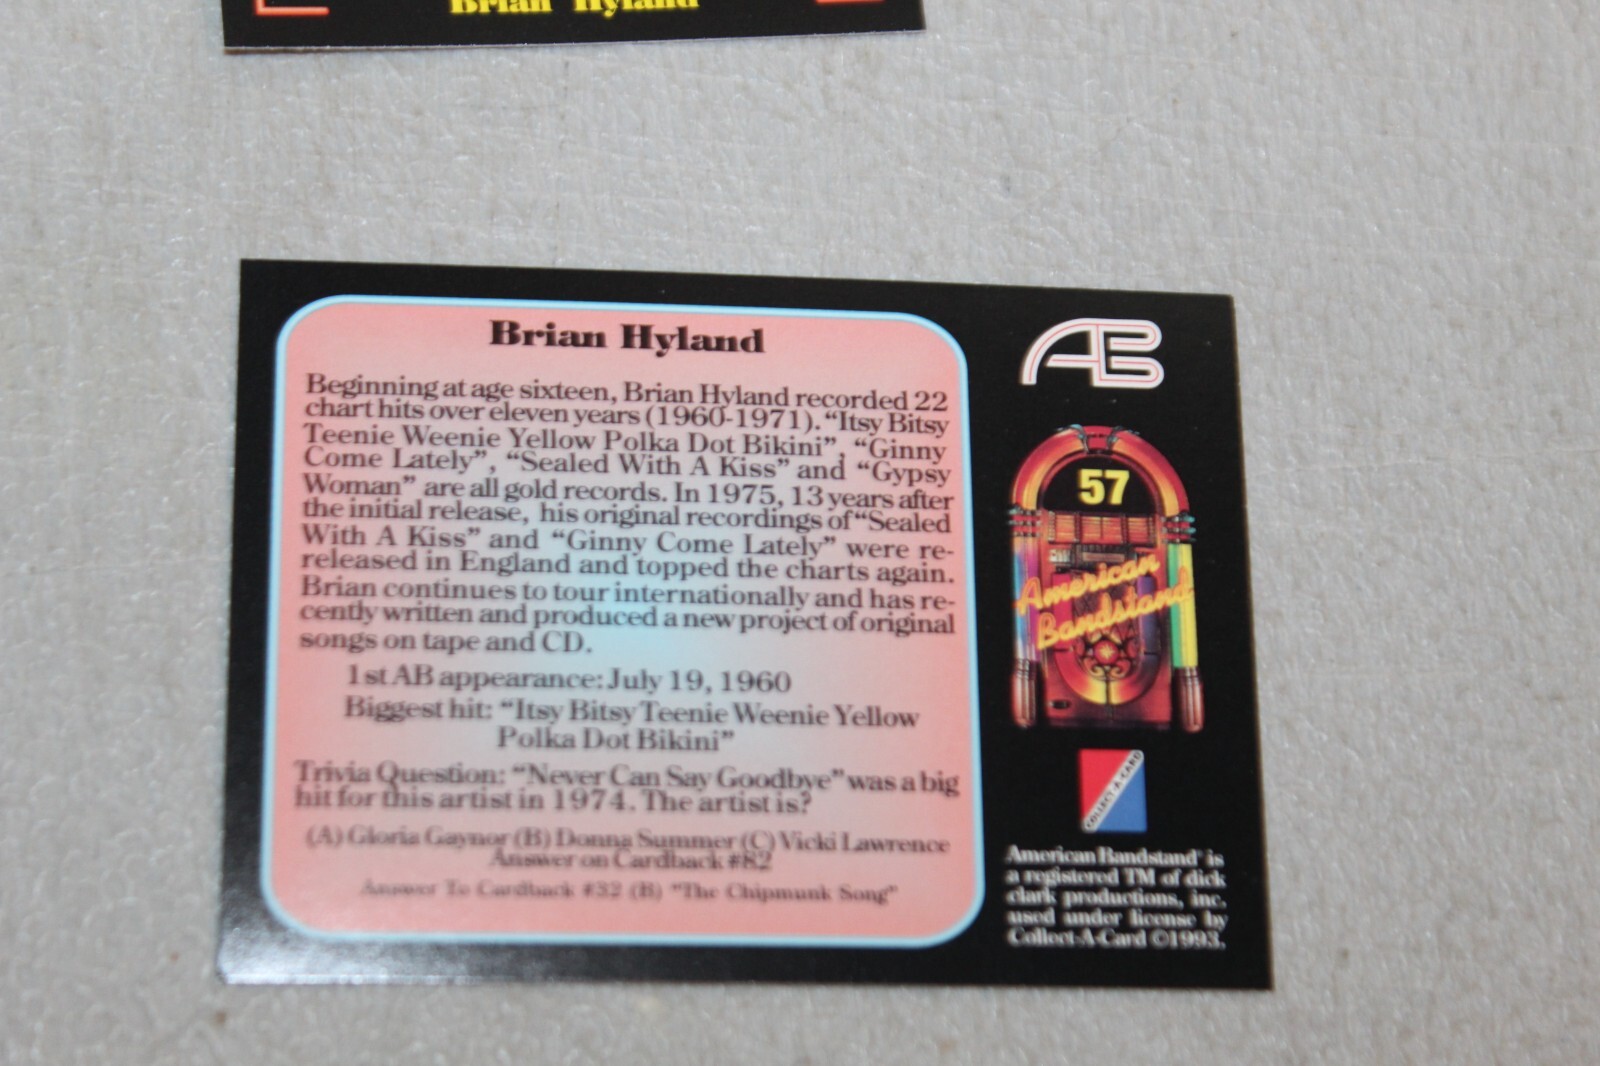 Brian Hyland
Brian Hyland
Beginning at age sixteen, Brian Hyland recorded 22
chart hits over eleven years (1960-1971). "Itsy Bitsy
Teenie Weenie Yellow Polka Dot Bikini", "Ginny
Come Lately", "Sealed With A Kiss" and "Gypsy
Woman" are all gold records. In 1975, 13 years after
the initial release, his original recordings of "Sealed
With A Kiss" and "Ginny Come Lately" were re-
released in England and topped the charts again.
Brian continues to tour internationally and has re-
cently written and produced a new project of original
songs on tape and CD.
1st AB appearance: July 19, 1960
Biggest hit: "Itsy Bitsy Teenie Weenie Yellow
Polka Dot Bikini"
Trivia Question: "Never Can Say Goodbye" was a big
hit for this artist in 1974. The artist is?
(A) Gloria Gaynor (B) Donna Summer (C) Vicki Lawrence
Answer on Cardback #82
Answer To Cardback #32 (B) "The Chipmunk Song"
AB
57
American
Bandstand
COLLECT-A-CARD
American Bandstand® is
a registered TM of dick
clark productions, inc.
used under license by
Collect-A-Card ©1993.